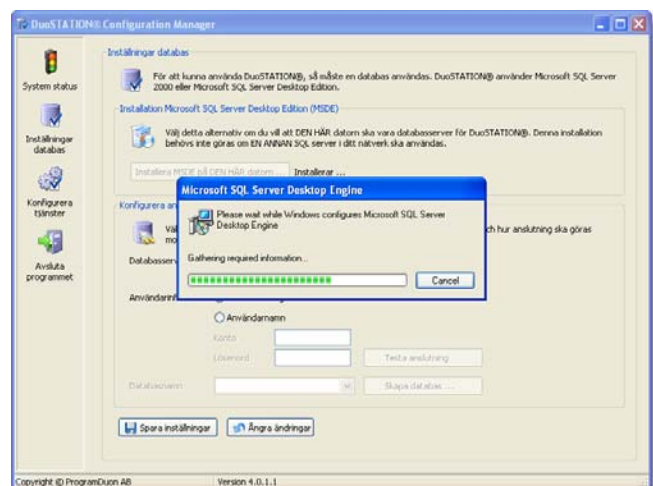 DuoSTATION® Configuration Manager
System status
Inställningar
databas
Konfigurera
tjänster
Avsluta
programmet
Inställningar databas
För att kunna använda DuoSTATION®, så måste en databas användas. DuoSTATION® använder Microsoft SQL Server
2000 eller Microsoft SQL Server Desktop Edition.
Installation Microsoft SQL Server Desktop Edition (MSDE)
Välj detta alternativ om du vill att DEN HÄR datorn ska vara databasserver för DuoSTATION®. Denna installation
behövs inte göras om EN ANNAN SQL server i ditt nätverk ska användas.
Installera MSDE på DEN HÄR datorn ...
Installerar ...
Microsoft SQL Server Desktop Engine
Please wait while Windows configures Microsoft SQL Server
Desktop Engine
Gathering required information...
Cancel
Konfigurera
ch hur anslutning ska göras
Databasserv
Användarinf
Användarnamn
Konto
Lösenord
Testa anslutning
Databasnamn
Skapa databas ...
Spara inställningar
Ångra ändringar
Copyright © ProgramDuon AB
Version 4.0.1.1